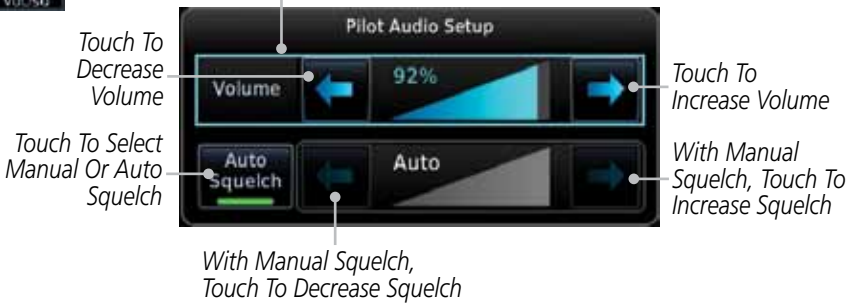 Pilot Audio Setup
Touch To
Decrease
Volume
Volume
92%
Touch To
Increase Volume
Touch To Select
Manual Or Auto
Squelch
Auto
Squelch
Auto
With Manual
Squelch, Touch To
Increase Squelch
With Manual Squelch,
Touch To Decrease Squelch